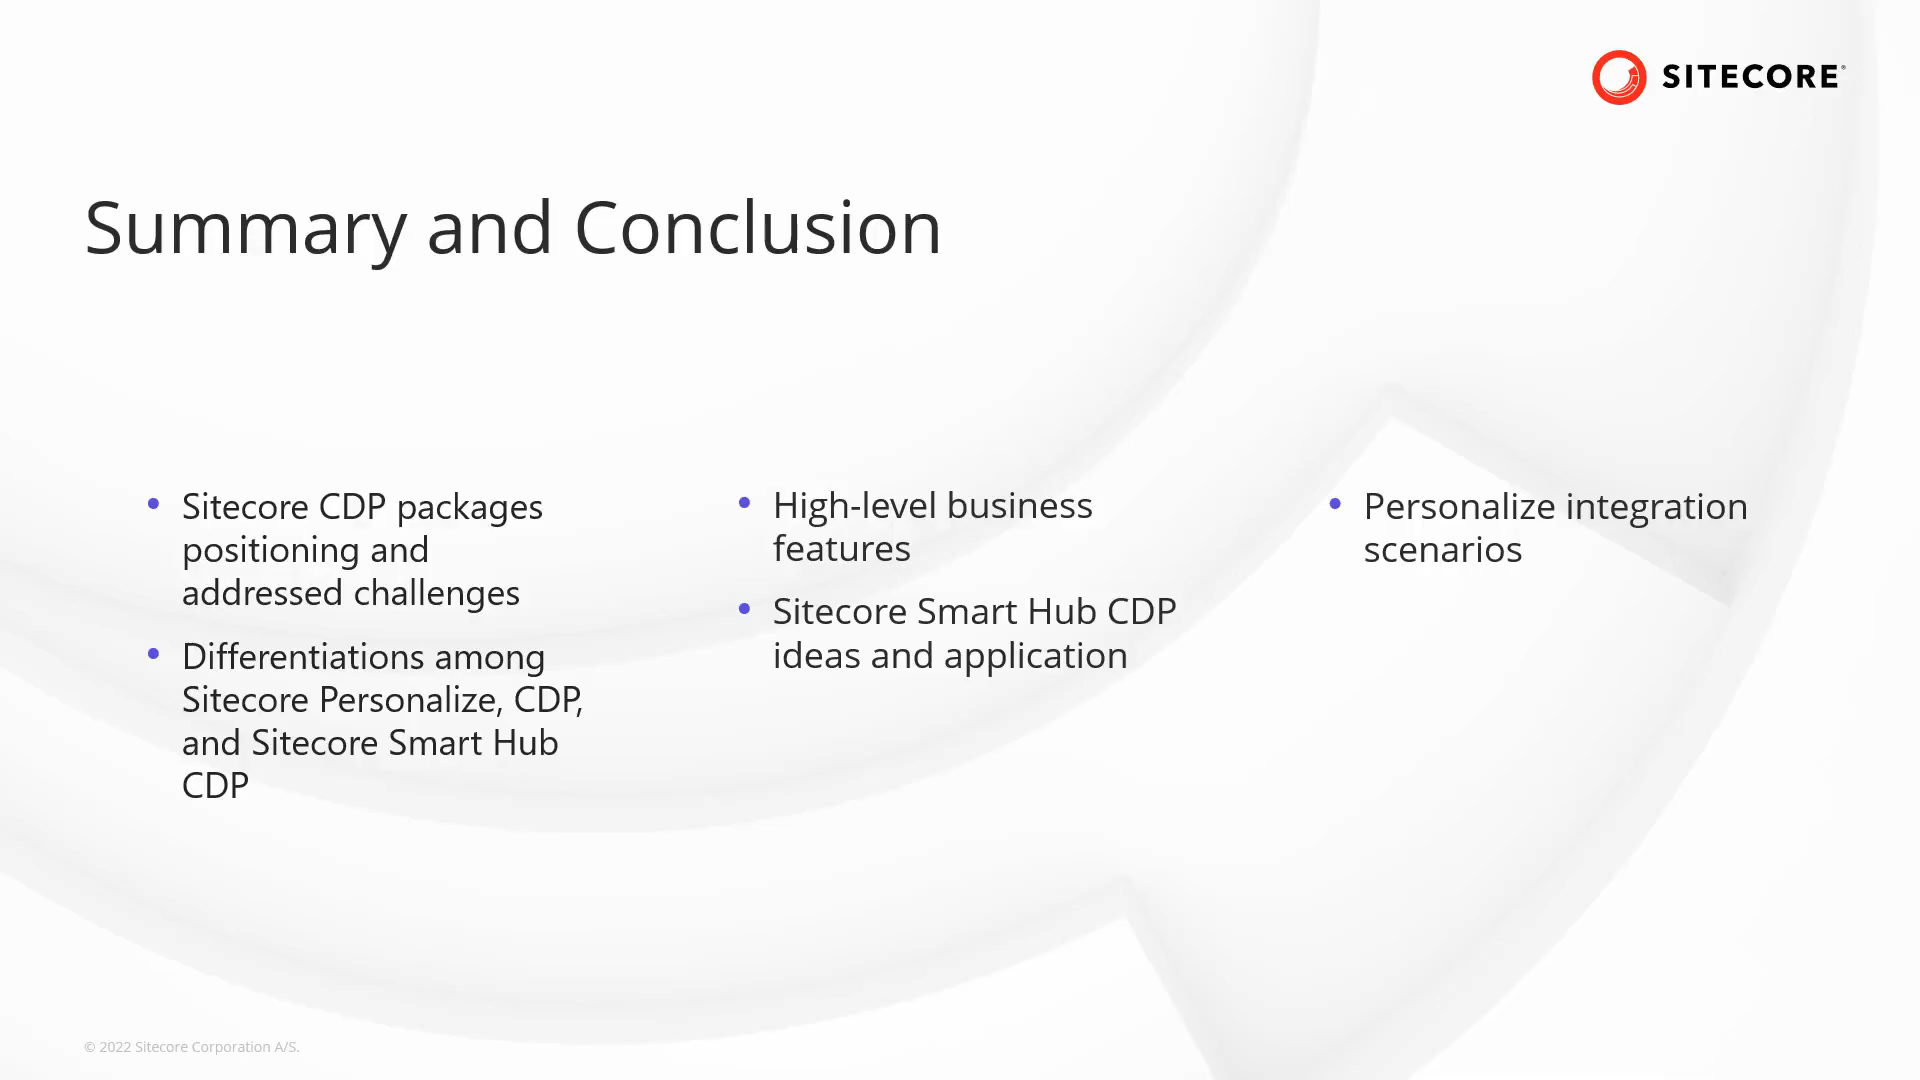 SITECORE®
Summary and Conclusion
• Sitecore CDP packages
positioning and
addressed challenges
• Differentiations among
Sitecore Personalize, CDP,
and Sitecore Smart Hub
CDP
• High-level business
features
• Sitecore Smart Hub CDP
ideas and application
• Personalize integration
scenarios
© 2022 Sitecore Corporation A/S.